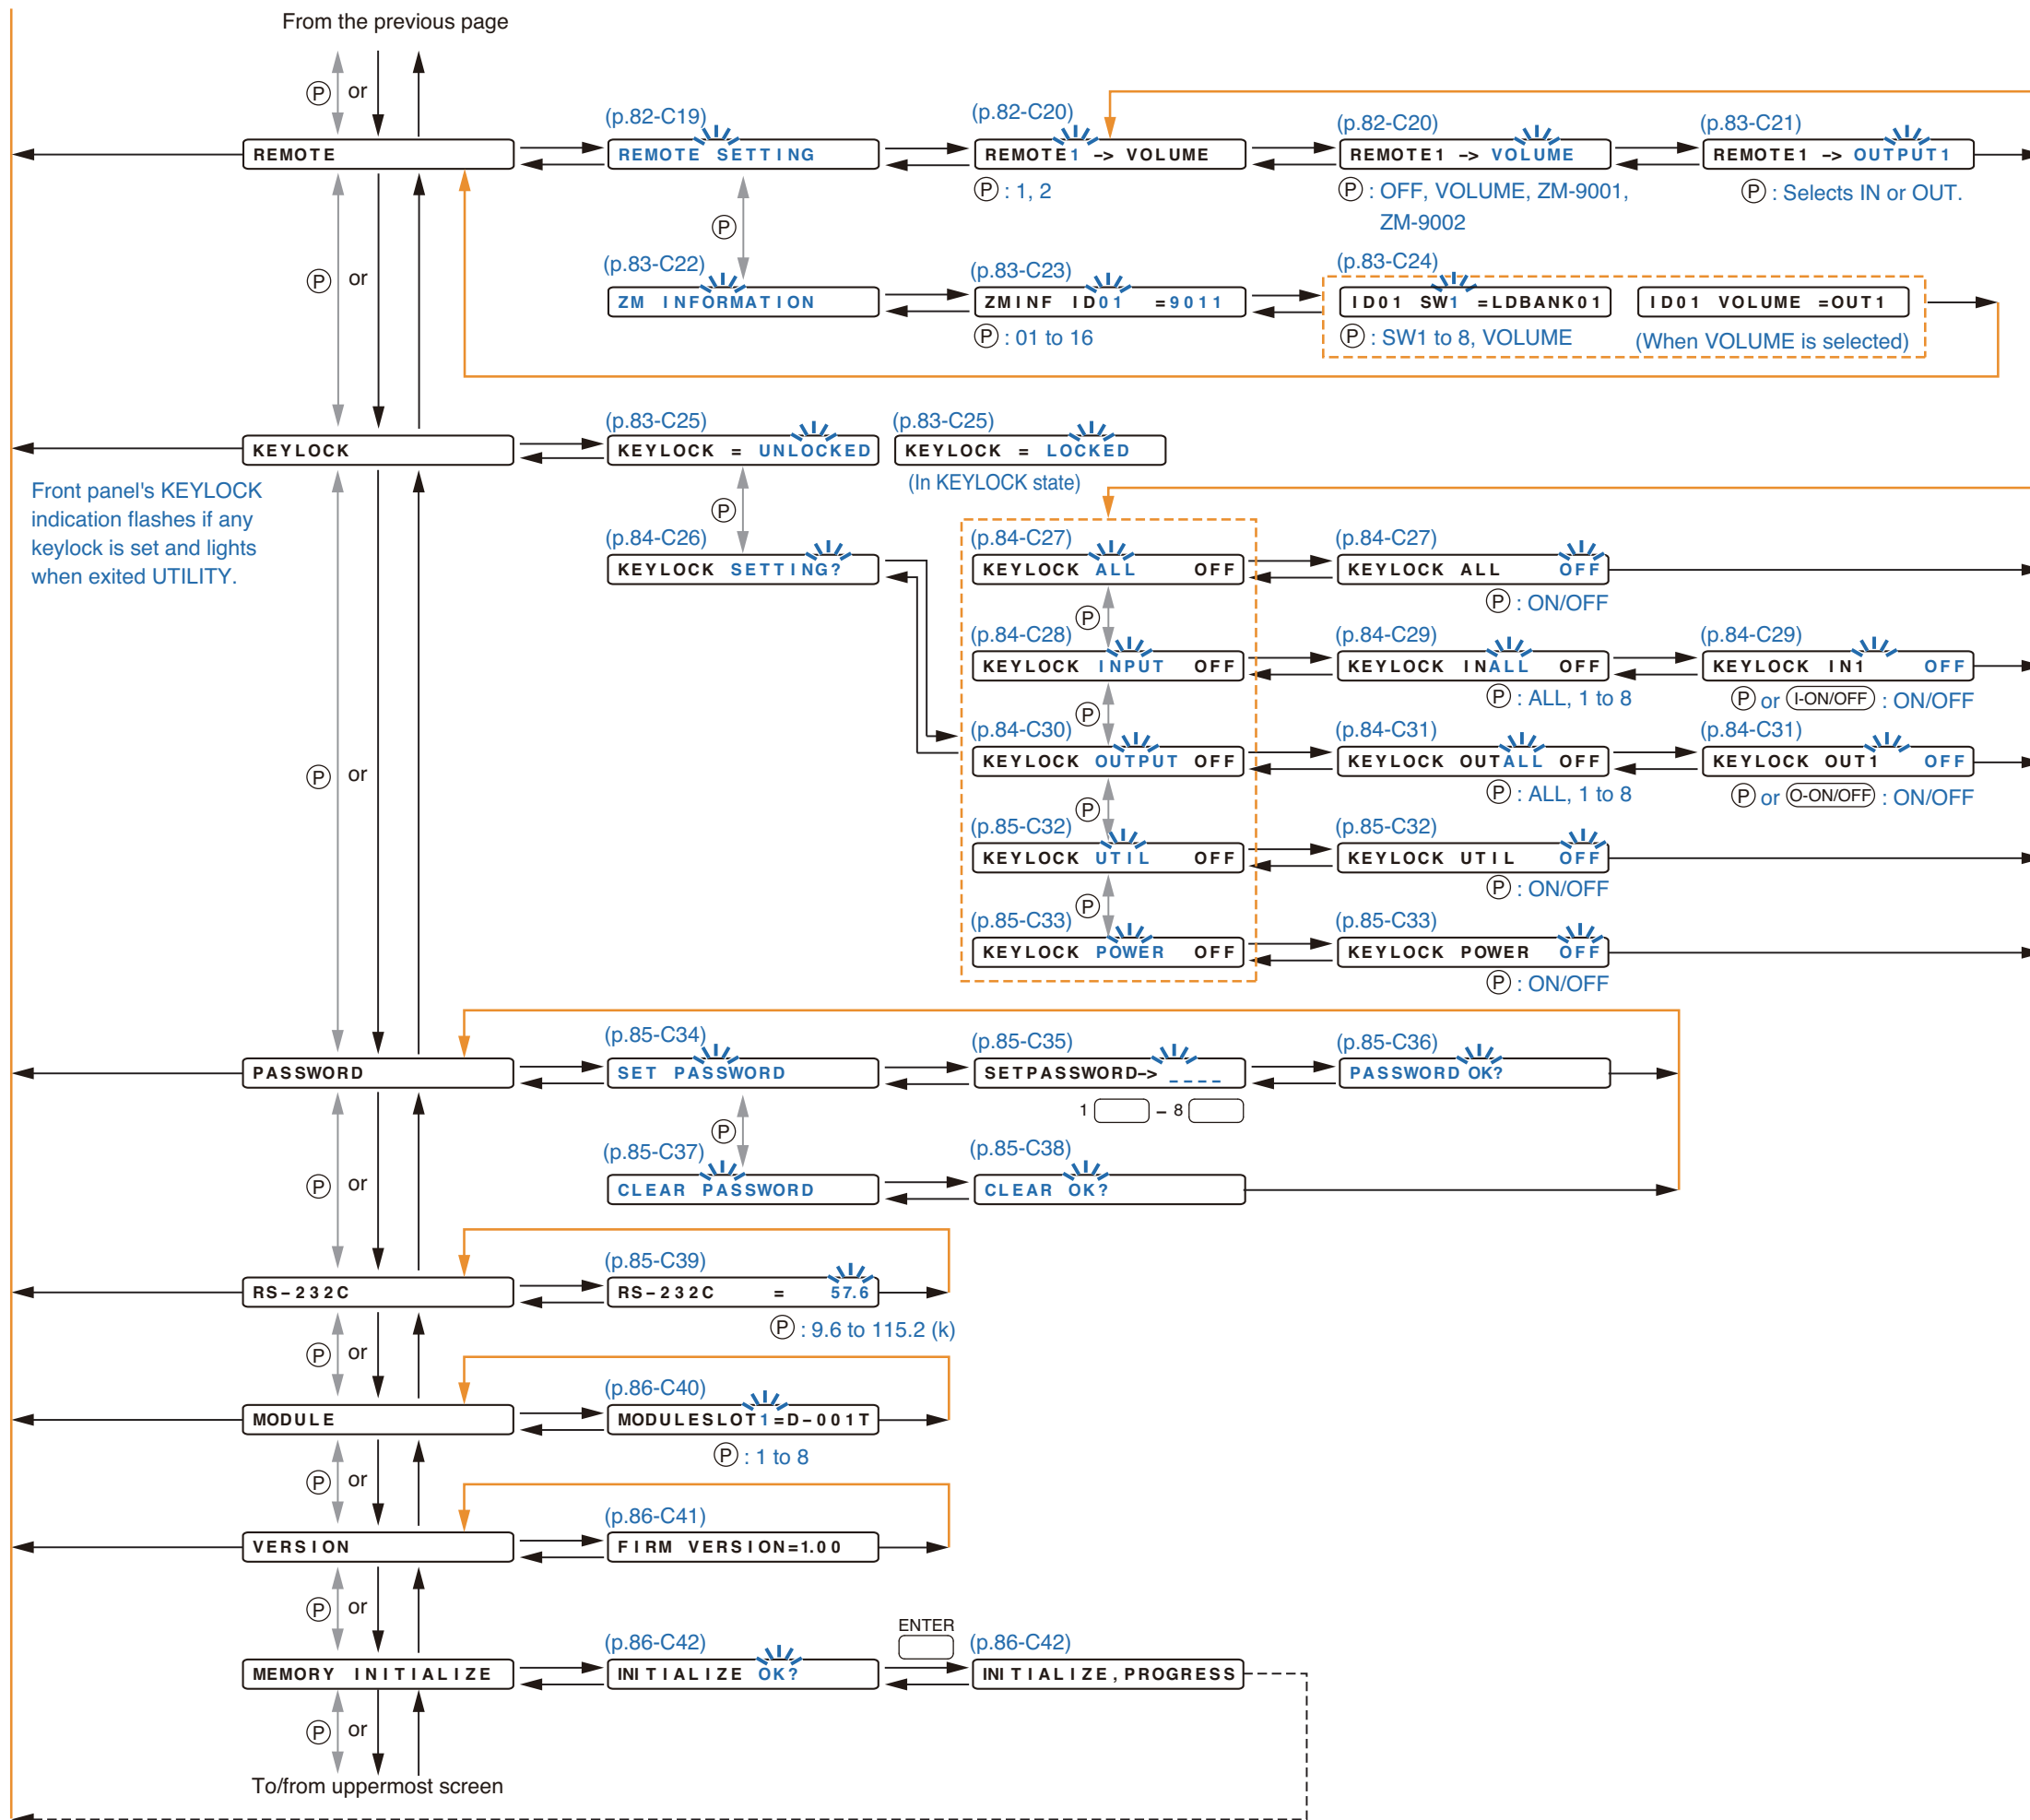 From the previous page
P or
(p.82-C19)
(p.82-C20)
(p.82-C20)
(p.83-C21)
REMOTE
REMOTE SETTING
REMOTE1 -> VOLUME
REMOTE1 -> VOLUME
REMOTE1 -> OUTPUT1
P : 1, 2
P : OFF, VOLUME, ZM-9001,
ZM-9002
P : Selects IN or OUT.
P
P or
(p.83-C22)
(p.83-C23)
(p.83-C24)
ZM INFORMATION
ZMINF ID01 =9011
ID01 SW1 =LDBANK01
ID01 VOLUME =OUT1
P : 01 to 16
P : SW1 to 8, VOLUME
(When VOLUME is selected)
(p.83-C25)
(p.83-C25)
KEYLOCK
KEYLOCK = UNLOCKED
KEYLOCK = LOCKED
(In KEYLOCK state)
Front panel's KEYLOCK
indication flashes if any
keylock is set and lights
when exited UTILITY.
P
(p.84-C26)
(p.84-C27)
(p.84-C27)
KEYLOCK SETTING?
KEYLOCK ALL OFF
KEYLOCK ALL OFF
P : ON/OFF
P
(p.84-C28)
(p.84-C29)
(p.84-C29)
KEYLOCK INPUT OFF
KEYLOCK INALL OFF
KEYLOCK IN1 OFF
P : ALL, 1 to 8
P or I-ON/OFF : ON/OFF
P
(p.84-C30)
(p.84-C31)
(p.84-C31)
KEYLOCK OUTPUT OFF
KEYLOCK OUTALL OFF
KEYLOCK OUT1 OFF
P or
P : ALL, 1 to 8
P or O-ON/OFF : ON/OFF
P
(p.85-C32)
(p.85-C32)
KEYLOCK UTIL OFF
KEYLOCK UTIL OFF
P : ON/OFF
P
(p.85-C33)
(p.85-C33)
KEYLOCK POWER OFF
KEYLOCK POWER OFF
P : ON/OFF
(p.85-C34)
(p.85-C35)
(p.85-C36)
PASSWORD
SET PASSWORD
SETPASSWORD-> _ _ _ _
PASSWORD OK?
1 – 8
P
(p.85-C37)
(p.85-C38)
P or
CLEAR PASSWORD
CLEAR OK?
(p.85-C39)
RS-232C
RS-232C = 57.6
P : 9.6 to 115.2 (k)
P or
(p.86-C40)
MODULE
MODULESLOT1=D-001T
P : 1 to 8
P or
(p.86-C41)
VERSION
FIRM VERSION=1.00
P or
ENTER
(p.86-C42)
(p.86-C42)
MEMORY INITIALIZE
INITIALIZE OK?
INITIALIZE, PROGRESS
P or
To/from uppermost screen